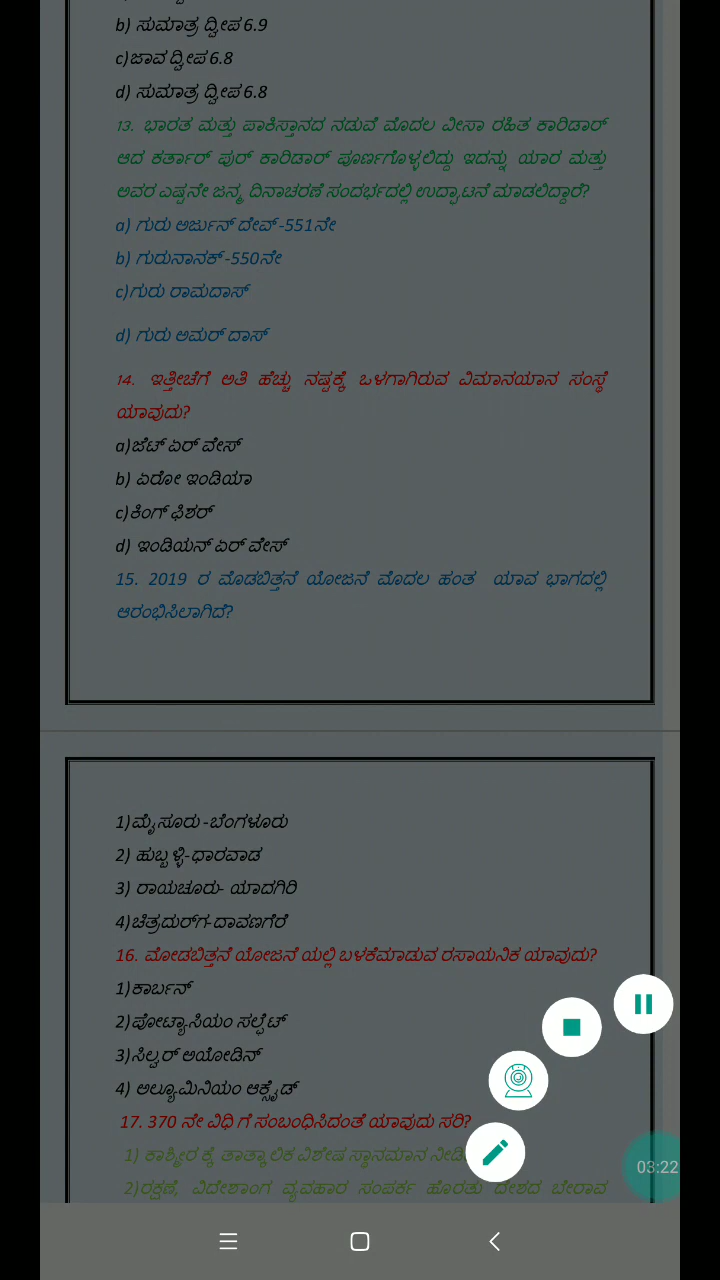 b) ಸುಮಾತ್ರ ದ್ವೀಪ 6.9
c)ಜಾವ ದ್ವೀಪ 6.8
d) ಸುಮಾತ್ರ ದ್ವೀಪ 6.8
13. ಭಾರತ ಮತ್ತು ಪಾಕಿಸ್ತಾನದ ನಡುವೆ ಮೊದಲ ವೀಸಾ ರಹಿತ ಕಾರಿಡಾರ್
ಆದ ಕರ್ತಾರ್ ಪುರ್ ಕಾರಿಡಾರ್ ಪೂರ್ಣಗೊಳ್ಳಲಿದ್ದು ಇದನ್ನು ಯಾರ ಮತ್ತು
ಅವರ ಎಷ್ಟನೇ ಜನ್ಮ ದಿನಾಚರಣೆ ಸಂದರ್ಭದಲ್ಲಿ ಉದ್ಘಾಟನೆ ಮಾಡಲಿದ್ದಾರೆ?
a) ಗುರು ಅರ್ಜುನ್ ದೇವ್ -551ನೇ
b) ಗುರುನಾನಕ್ -550ನೇ
c)ಗುರು ರಾಮದಾಸ್
d) ಗುರು ಅಮರ್ ದಾಸ್
14. ಇತ್ತೀಚೆಗೆ ಅತಿ ಹೆಚ್ಚು ನಷ್ಟಕ್ಕೆ ಒಳಗಾಗಿರುವ ವಿಮಾನಯಾನ ಸಂಸ್ಥೆ
ಯಾವುದು?
a)ಜೆಟ್ ಏರ್ ವೇಸ್
b) ಏರೋ ಇಂಡಿಯಾ
c)ಕಿಂಗ್ ಫಿಶರ್
d) ಇಂಡಿಯನ್ ಏರ್ ವೇಸ್
15. 2019 ರ ಮೊಡಬಿತ್ತನೆ ಯೋಜನೆ ಮೊದಲ ಹಂತ ಯಾವ ಭಾಗದಲ್ಲಿ
ಆರಂಭಿಸಿಲಾಗಿದೆ?
1)ಮೈಸೂರು -ಬೆಂಗಳೂರು
2) ಹುಬ್ಬಳ್ಳಿ-ಧಾರವಾಡ
3) ರಾಯಚೂರು- ಯಾದಗಿರಿ
4)ಚಿತ್ರದುರ್ಗ-ದಾವಣಗೆರೆ
16. ಮೋಡಬಿತ್ತನೆ ಯೋಜನೆ ಯಲ್ಲಿ ಬಳಕೆಮಾಡುವ ರಸಾಯನಿಕ ಯಾವುದು?
1)ಕಾರ್ಬನ್
2)ಪೋಟ್ಯಾಸಿಯಂ ಸಲ್ಫೆಟ್
3)ಸಿಲ್ವರ್ ಅಯೋಡಿನ್
4) ಅಲ್ಯೂಮಿನಿಯಂ ಆಕ್ಸೈಡ್
17. 370 ನೇ ವಿಧಿ ಗೆ ಸಂಬಂಧಿಸಿದಂತೆ ಯಾವುದು ಸರಿ?
1) ಕಾಶ್ಮೀರ ಕ್ಕೆ ತಾತ್ಕಾಲಿಕ ವಿಶೇಷ ಸ್ಥಾನಮಾನ
03:22
2)ರಕ್ಷಣೆ, ವಿದೇಶಾಂಗ ವ್ಯವಹಾರ ಸಂಪರ್ಕ ಹೊರತು ದೇಶದ ಬೇರಾವ